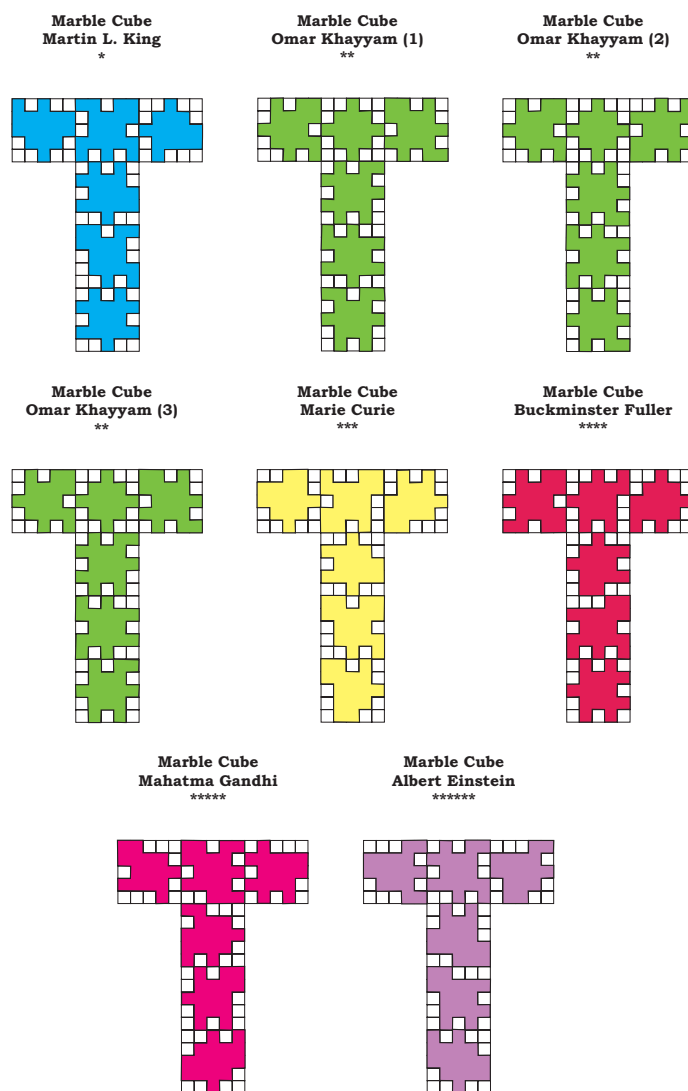 Marble Cube
Martin L. King
*
Marble Cube
Omar Khayyam (1)
**
Marble Cube
Omar Khayyam (2)
**
Marble Cube
Omar Khayyam (3)
**
Marble Cube
Marie Curie
***
Marble Cube
Buckminster Fuller
****
Marble Cube
Mahatma Gandhi
*****
Marble Cube
Albert Einstein
******